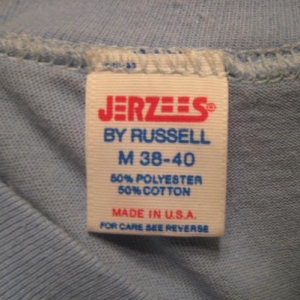 JERZEES®
BY RUSSELL
M 38-40
50% POLYESTER
50% COTTON
MADE IN U.S.A.
FOR CARE SEE REVERSE